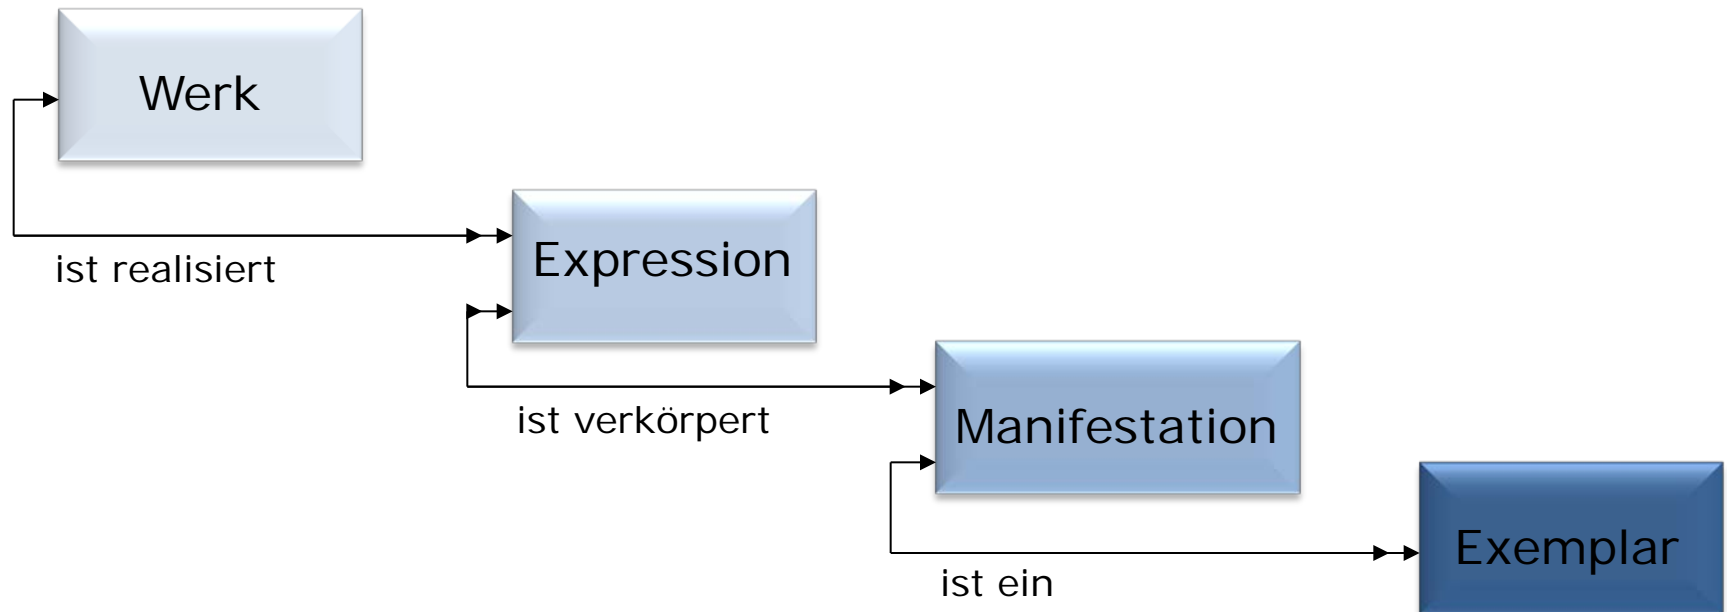 Werk
ist realisiert
Expression
ist verkörpert
Manifestation
ist ein
Exemplar